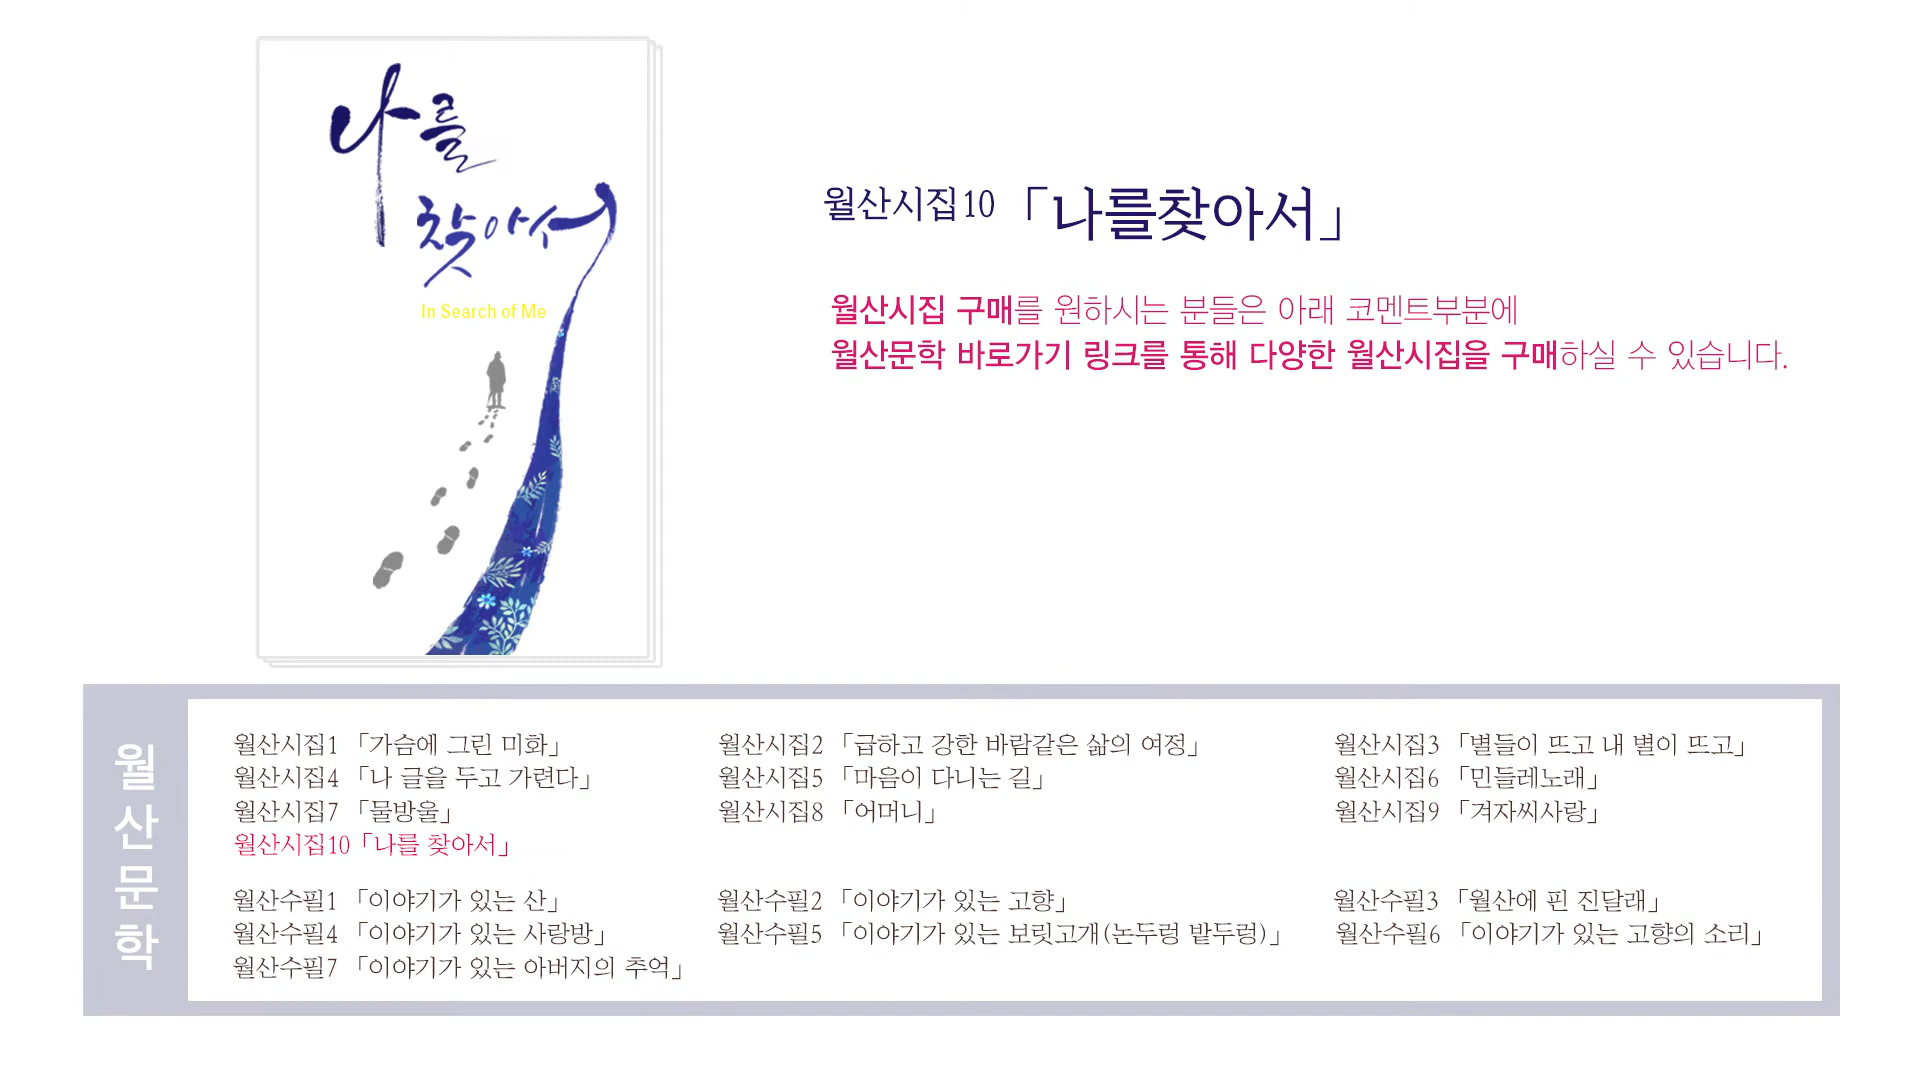 나를
찾아서
In Search of Me
월산시집10 「나를찾아서」
월산시집 구매를 원하시는 분들은 아래 코멘트부분에
월산문학 바로가기 링크를 통해 다양한 월산시집을 구매하실 수 있습니다.
월산문학
월산시집1 「가슴에 그린 미화」 월산시집2 「급하고 강한 바람같은 삶의 여정」 월산시집3 「별들이 뜨고 내 별이 뜨고」
월산시집4 「나 글을 두고 가련다」 월산시집5 「마음이 다니는 길」 월산시집6 「민들레노래」
월산시집7 「물방울」 월산시집8 「어머니」 월산시집9 「겨자씨사랑」
월산시집10 「나를 찾아서」
월산수필1 「이야기가 있는 산」 월산수필2 「이야기가 있는 고향」 월산수필3 「월산에 핀 진달래」
월산수필4 「이야기가 있는 사랑방」 월산수필5 「이야기가 있는 보릿고개(논두렁 밭두렁)」 월산수필6 「이야기가 있는 고향의 소리」
월산수필7 「이야기가 있는 아버지의 추억」